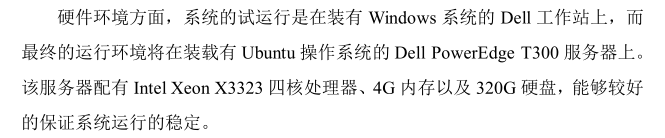 硬件环境方面，系统的试运行是在装有 Windows 系统的 Dell 工作站上，而
最终的运行环境将在装载有 Ubuntu 操作系统的 Dell PowerEdge T300 服务器上。
该服务器配有 Intel Xeon X3323 四核处理器、4G 内存以及 320G 硬盘，能够较好
的保证系统运行的稳定。